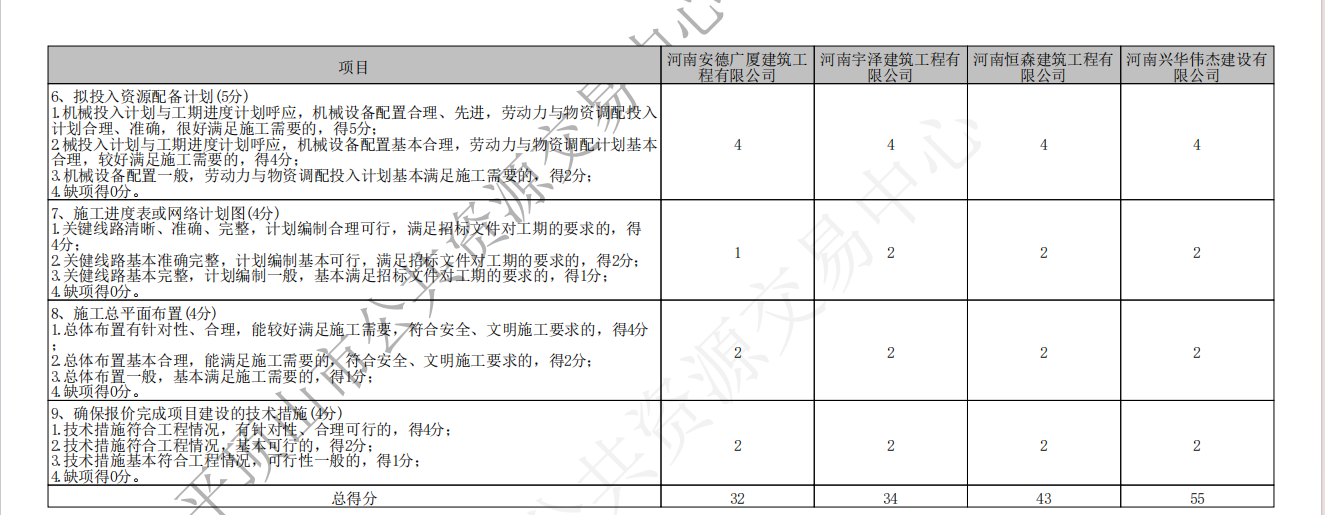 项目
河南安德广厦建筑工
程有限公司
河南宇泽建筑工程有
限公司
河南恒森建筑工程有
限公司
河南兴华伟杰建设有
限公司
6、拟投入资源配备计划(5分)
1.机械投入计划与工期进度计划呼应，机械设备配置合理、先进，劳动力与物资调配投入
计划合理、准确，很好满足施工需要的，得5分；
2.械投入计划与工期进度计划呼应，机械设备配置基本合理，劳动力与物资调配计划基本
合理，较好满足施工需要的，得4分；
3.机械设备配置一般，劳动力与物资调配投入计划基本满足施工需要的，得2分；
4.缺项得0分。
4
4
4
4
7、施工进度表或网络计划图(4分)
1.关键线路清晰、准确、完整，计划编制合理可行，满足招标文件对工期的要求的，得
4分；
2.关健线路基本准确完整，计划编制基本可行，满足招标文件对工期的要求的，得2分；
3.关健线路基本完整，计划编制一般，基本满足招标文件对工期的要求的，得1分；
4.缺项得0分。
1
2
2
2
8、施工总平面布置(4分)
1.总体布置有针对性、合理，能较好满足施工需要，符合安全、文明施工要求的，得4分
；
2.总体布置基本合理，能满足施工需要的，符合安全、文明施工要求的，得2分；
3.总体布置一般，基本满足施工需要的，得1分；
4.缺项得0分。
2
2
2
2
9、确保报价完成项目建设的技术措施(4分)
1.技术措施符合工程情况，有针对性、合理可行的，得4分；
2.技术措施符合工程情况，基本可行的，得2分；
3.技术措施基本符合工程情况，可行性一般的，得1分；
4.缺项得0分。
2
2
2
2
总得分
32
34
43
55
平顶山市公共资源交易中心
公共资源交易中心